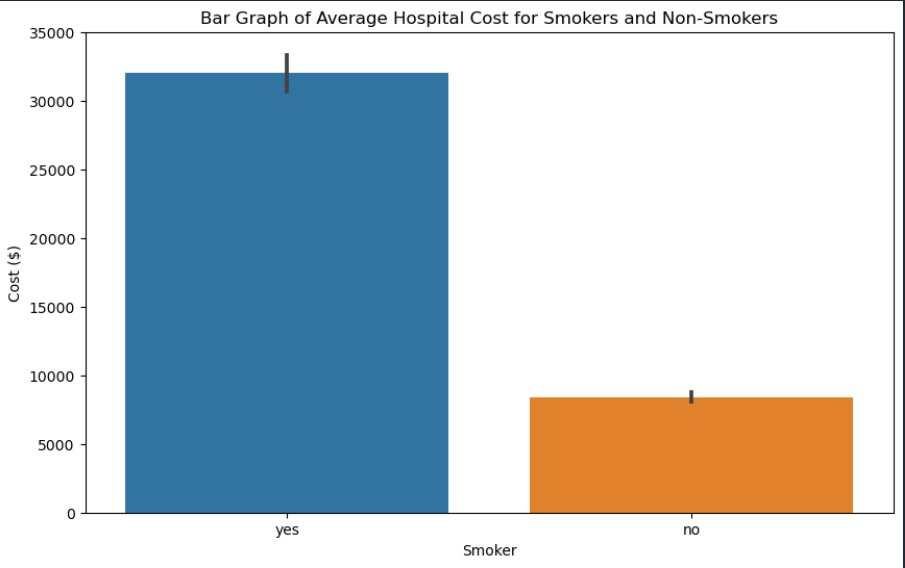 Bar Graph of Average Hospital Cost for Smokers and Non-Smokers
35000
30000
25000
20000
15000
10000
5000
0
Cost ($)
yes no
Smoker